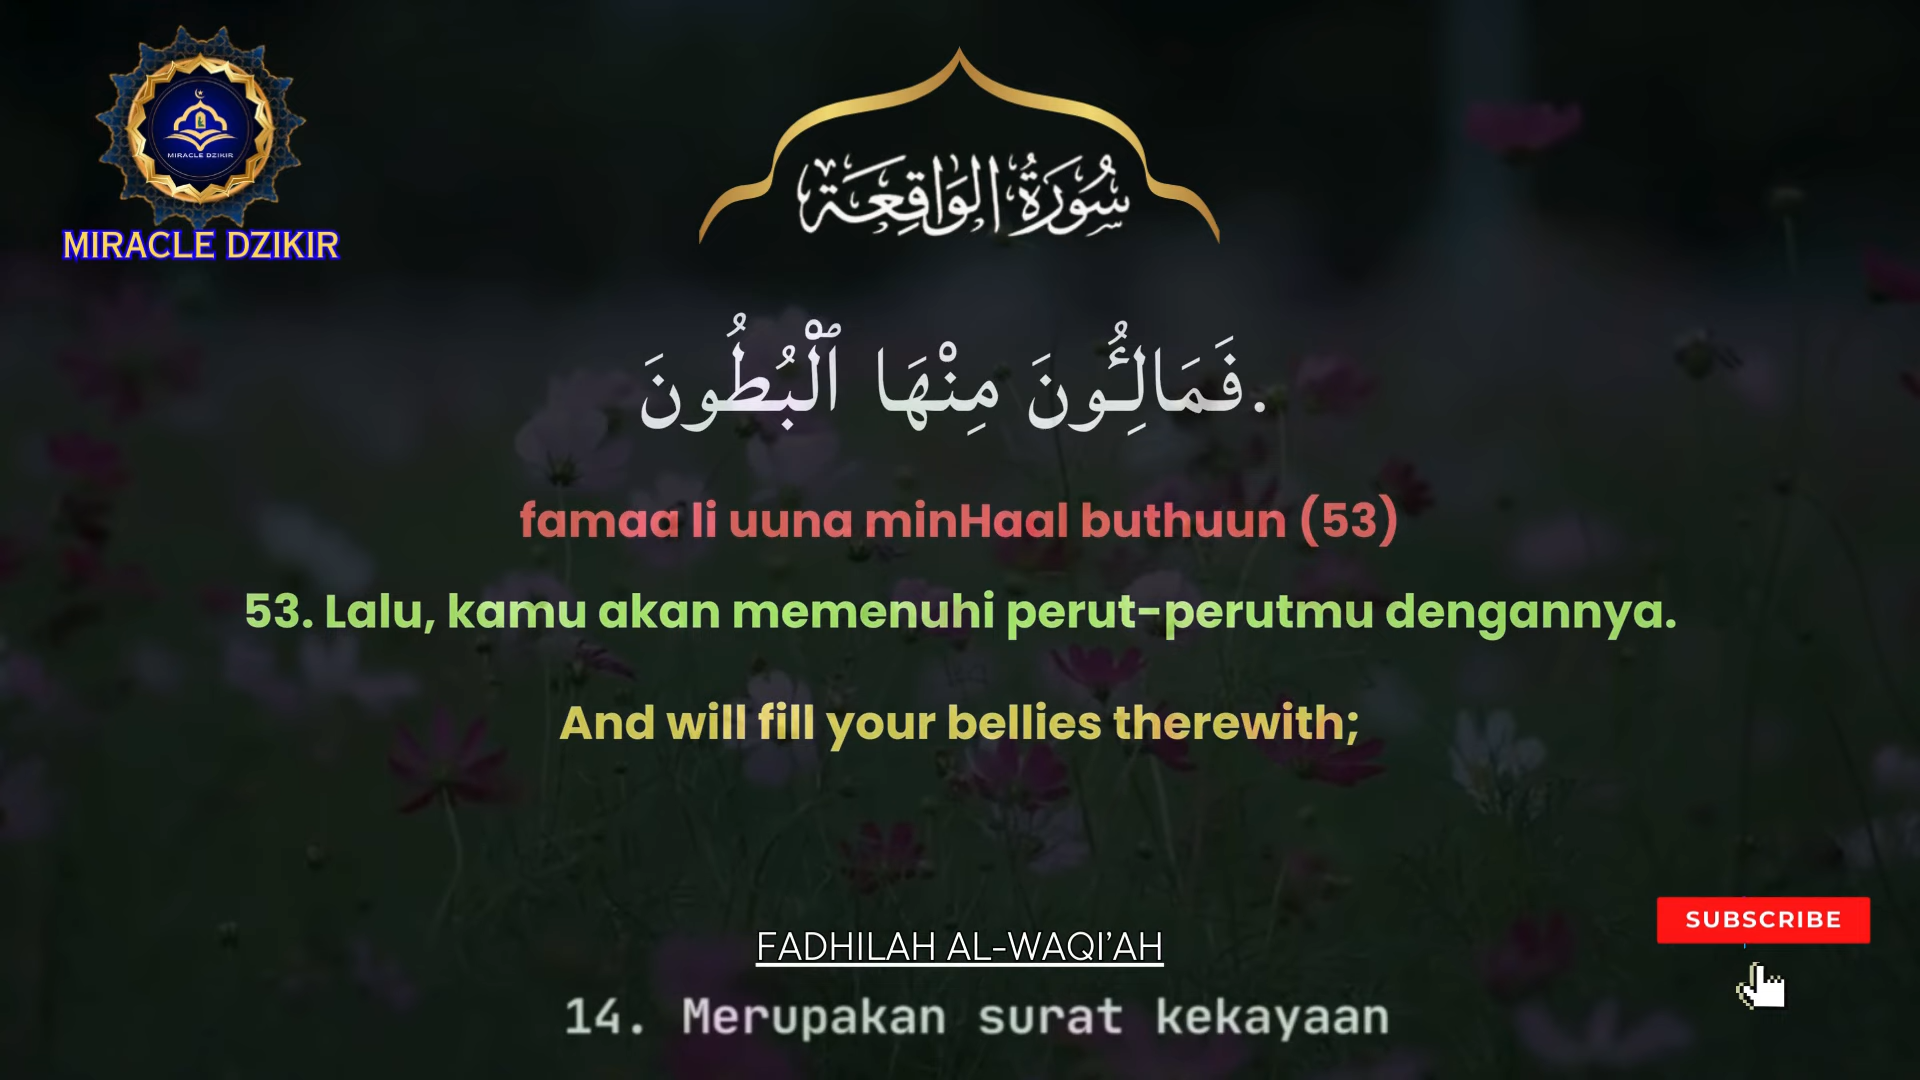 MIRACLE DZIKIR
MIRACLE DZIKIR
سُورَةُ الوَاقِعَة
فَمَالِـُٔونَ مِنْهَا ٱلْبُطُونَ.
famaa li uuna minHaal buthuun (53)
53. Lalu, kamu akan memenuhi perut-perutmu dengannya.
And will fill your bellies therewith;
SUBSCRIBE
FADHILAH AL-WAQI'AH
14. Merupakan surat kekayaan